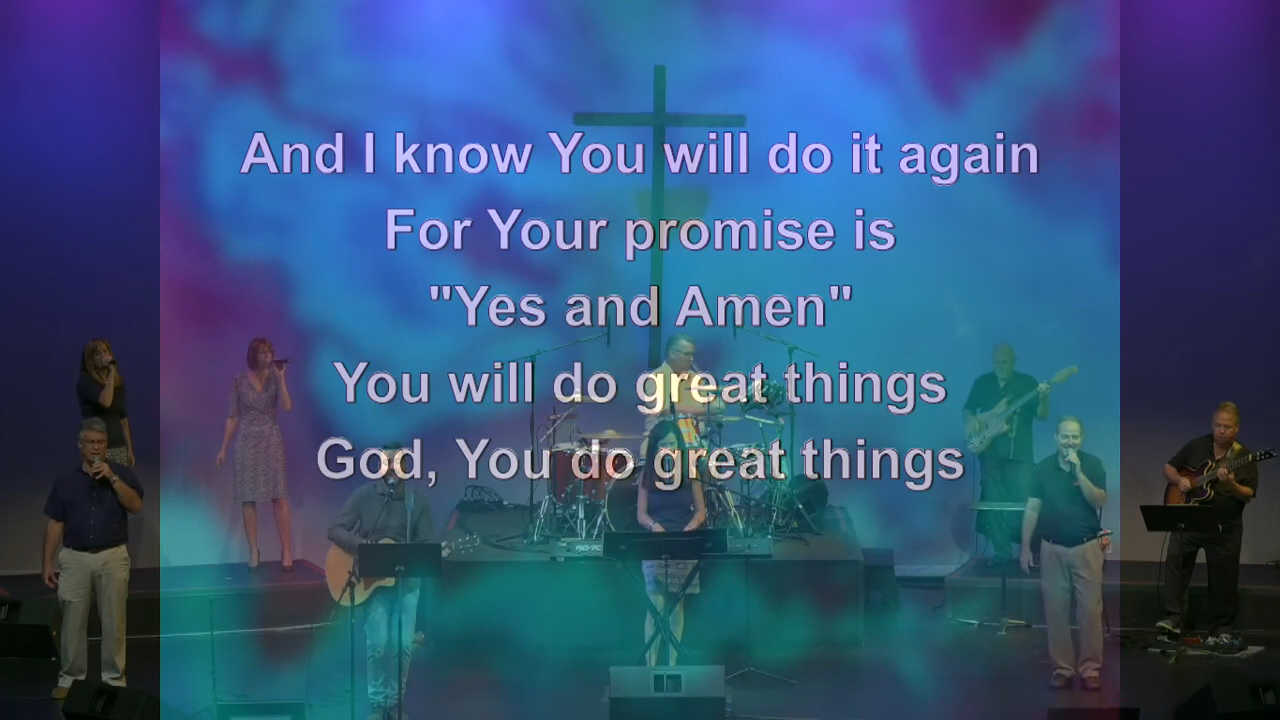 And I know You will do it again
For Your promise is
"Yes and Amen"
You will do great things
God, You do great things